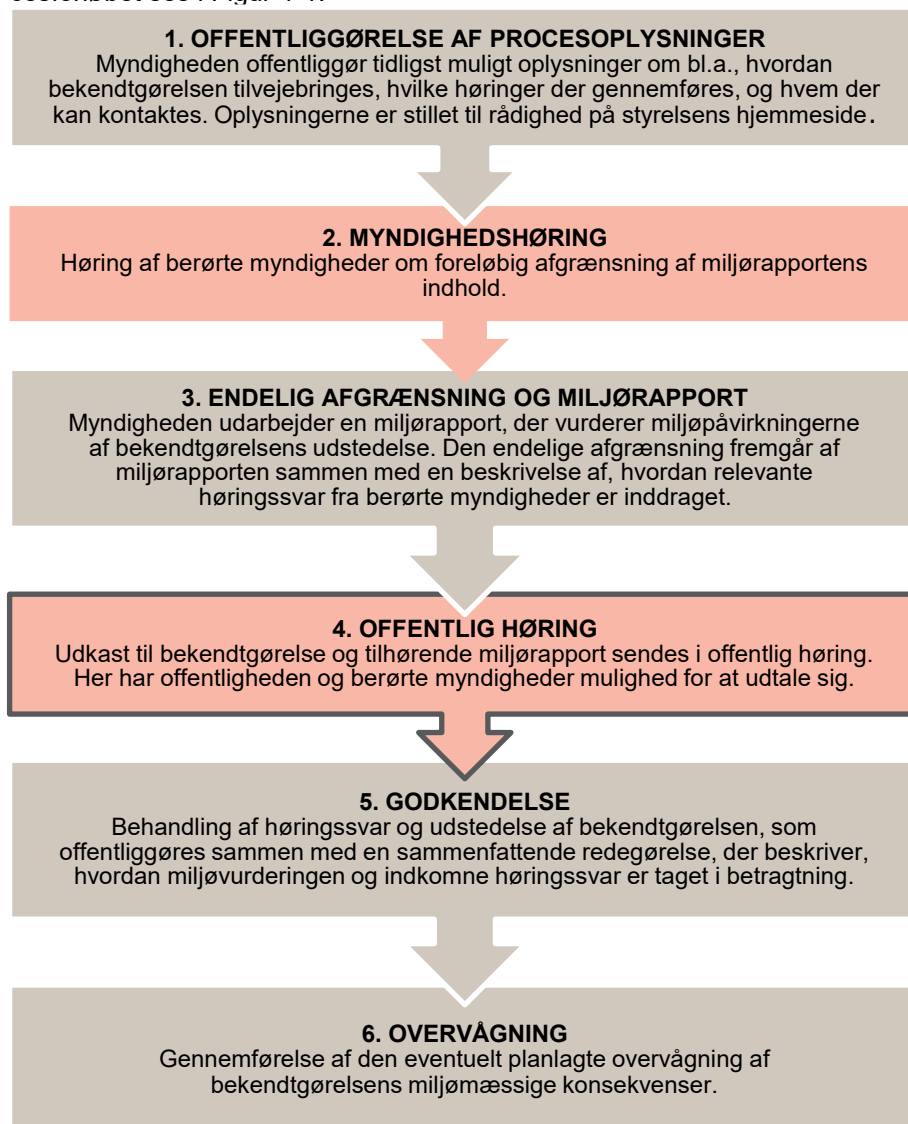 1. OFFENTLIGGØRELSE AF PROCESOPLYSNINGER
Myndigheden offentliggør tidligst muligt oplysninger om bl.a., hvordan
bekendtgørelsen tilvejebringes, hvilke høringer der gennemføres, og hvem der
kan kontaktes. Oplysningerne er stillet til rådighed på styrelsens hjemmeside.
2. MYNDIGHEDSHØRING
Høring af berørte myndigheder om foreløbig afgrænsning af miljørapportens
indhold.
3. ENDELIG AFGRÆNSNING OG MILJØRAPPORT
Myndigheden udarbejder en miljørapport, der vurderer miljøpåvirkningerne
af bekendtgørelsens udstedelse. Den endelige afgrænsning fremgår af
miljørapporten sammen med en beskrivelse af, hvordan relevante
høringssvar fra berørte myndigheder er inddraget.
4. OFFENTLIG HØRING
Udkast til bekendtgørelse og tilhørende miljørapport sendes i offentlig høring.
Her har offentligheden og berørte myndigheder mulighed for at udtale sig.
5. GODKENDELSE
Behandling af høringssvar og udstedelse af bekendtgørelsen, som
offentliggøres sammen med en sammenfattende redegørelse, der beskriver,
hvordan miljøvurderingen og indkomne høringssvar er taget i betragtning.
6. OVERVÅGNING
Gennemførelse af den eventuelt planlagte overvågning af
bekendtgørelsens miljømæssige konsekvenser.